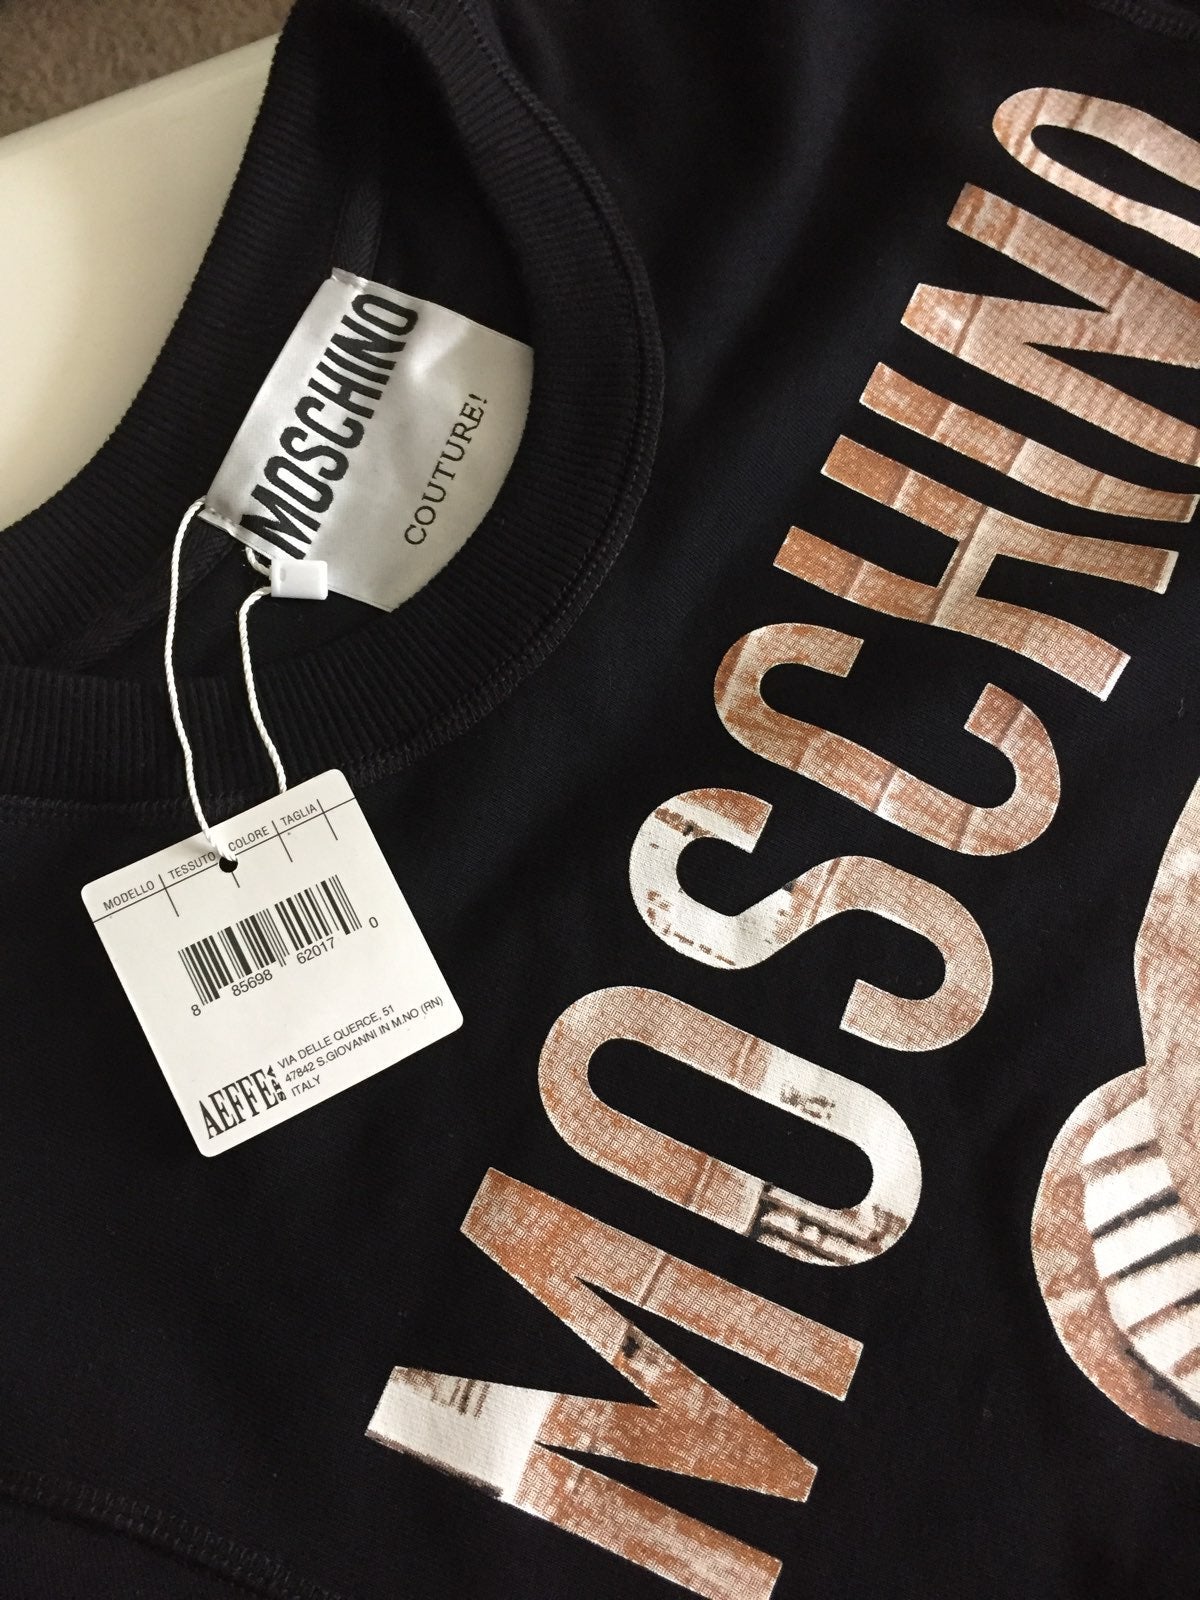 MOSCHINO
COUTURE!
MOSCHINO
MODELLO | TESSUTO | COLORE | TAGLIA |
8 85698 62017 0
AEFFE SPA
VIA DELLE QUERCE, 51
47842 S.GIOVANNI IN M.NO (RN)
ITALY